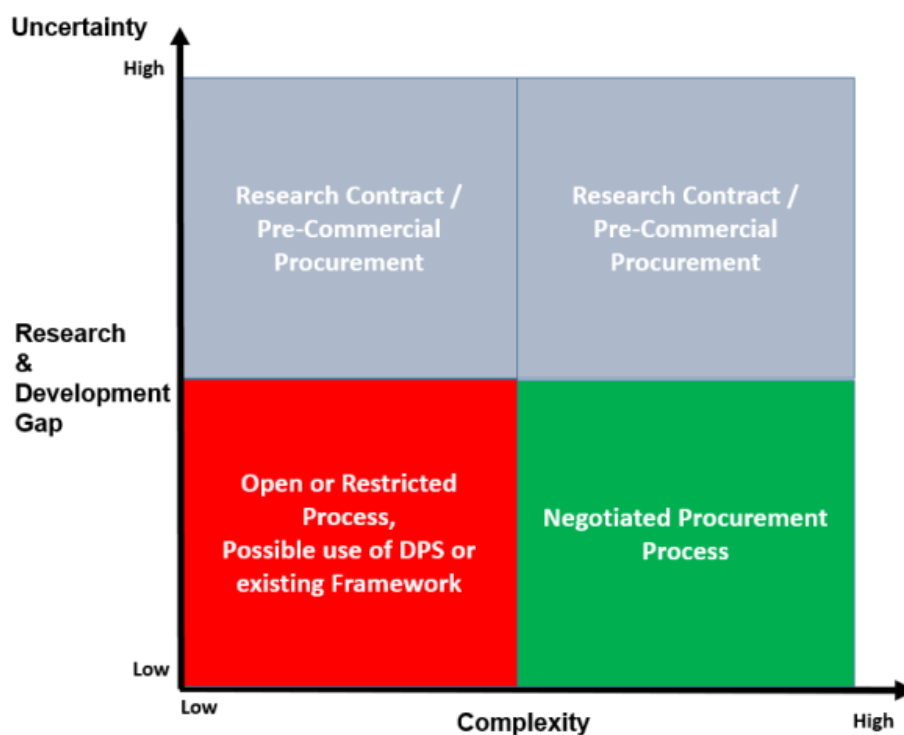 Uncertainty
High
Research Contract /
Pre-Commercial
Procurement
Research Contract /
Pre-Commercial
Procurement
Research
&
Development
Gap
Open or Restricted
Process,
Possible use of DPS or
existing Framework
Negotiated Procurement
Process
Low
Low
Complexity
High